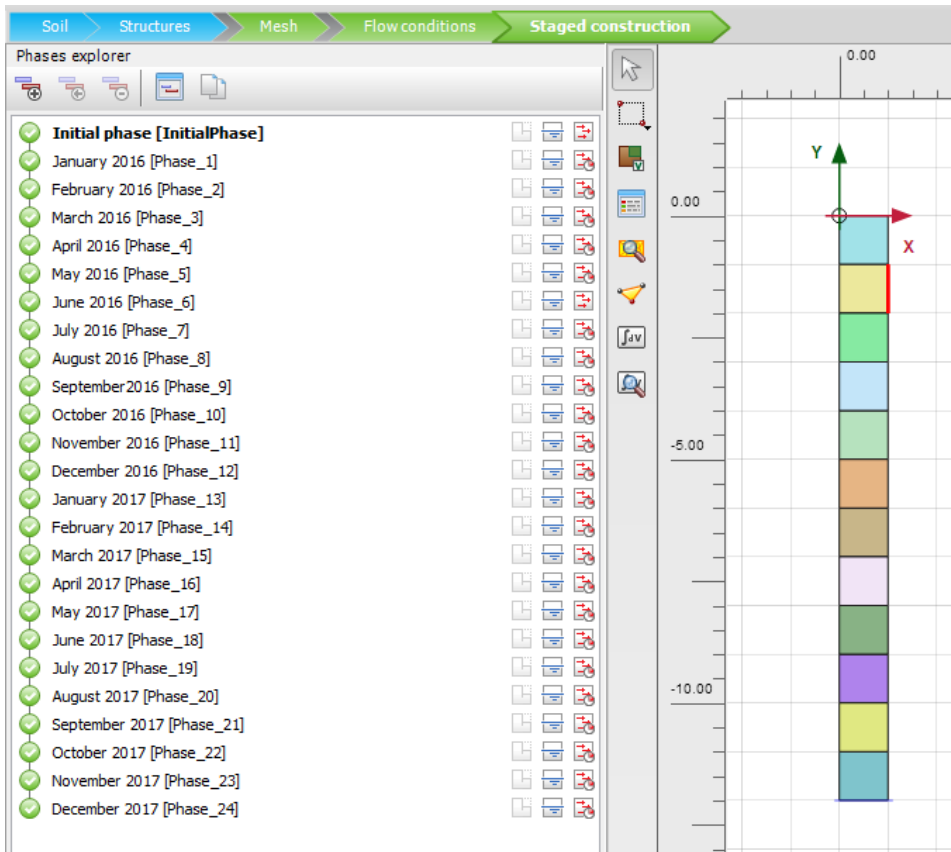 Soil Structures Mesh Flow conditions Staged construction
Phases explorer
Initial phase [InitialPhase]
January 2016 [Phase_1]
February 2016 [Phase_2]
March 2016 [Phase_3]
April 2016 [Phase_4]
May 2016 [Phase_5]
June 2016 [Phase_6]
July 2016 [Phase_7]
August 2016 [Phase_8]
September2016 [Phase_9]
October 2016 [Phase_10]
November 2016 [Phase_11]
December 2016 [Phase_12]
January 2017 [Phase_13]
February 2017 [Phase_14]
March 2017 [Phase_15]
April 2017 [Phase_16]
May 2017 [Phase_17]
June 2017 [Phase_18]
July 2017 [Phase_19]
August 2017 [Phase_20]
September 2017 [Phase_21]
October 2017 [Phase_22]
November 2017 [Phase_23]
December 2017 [Phase_24]
∫dV
0.00
Y
0.00
X
-5.00
-10.00